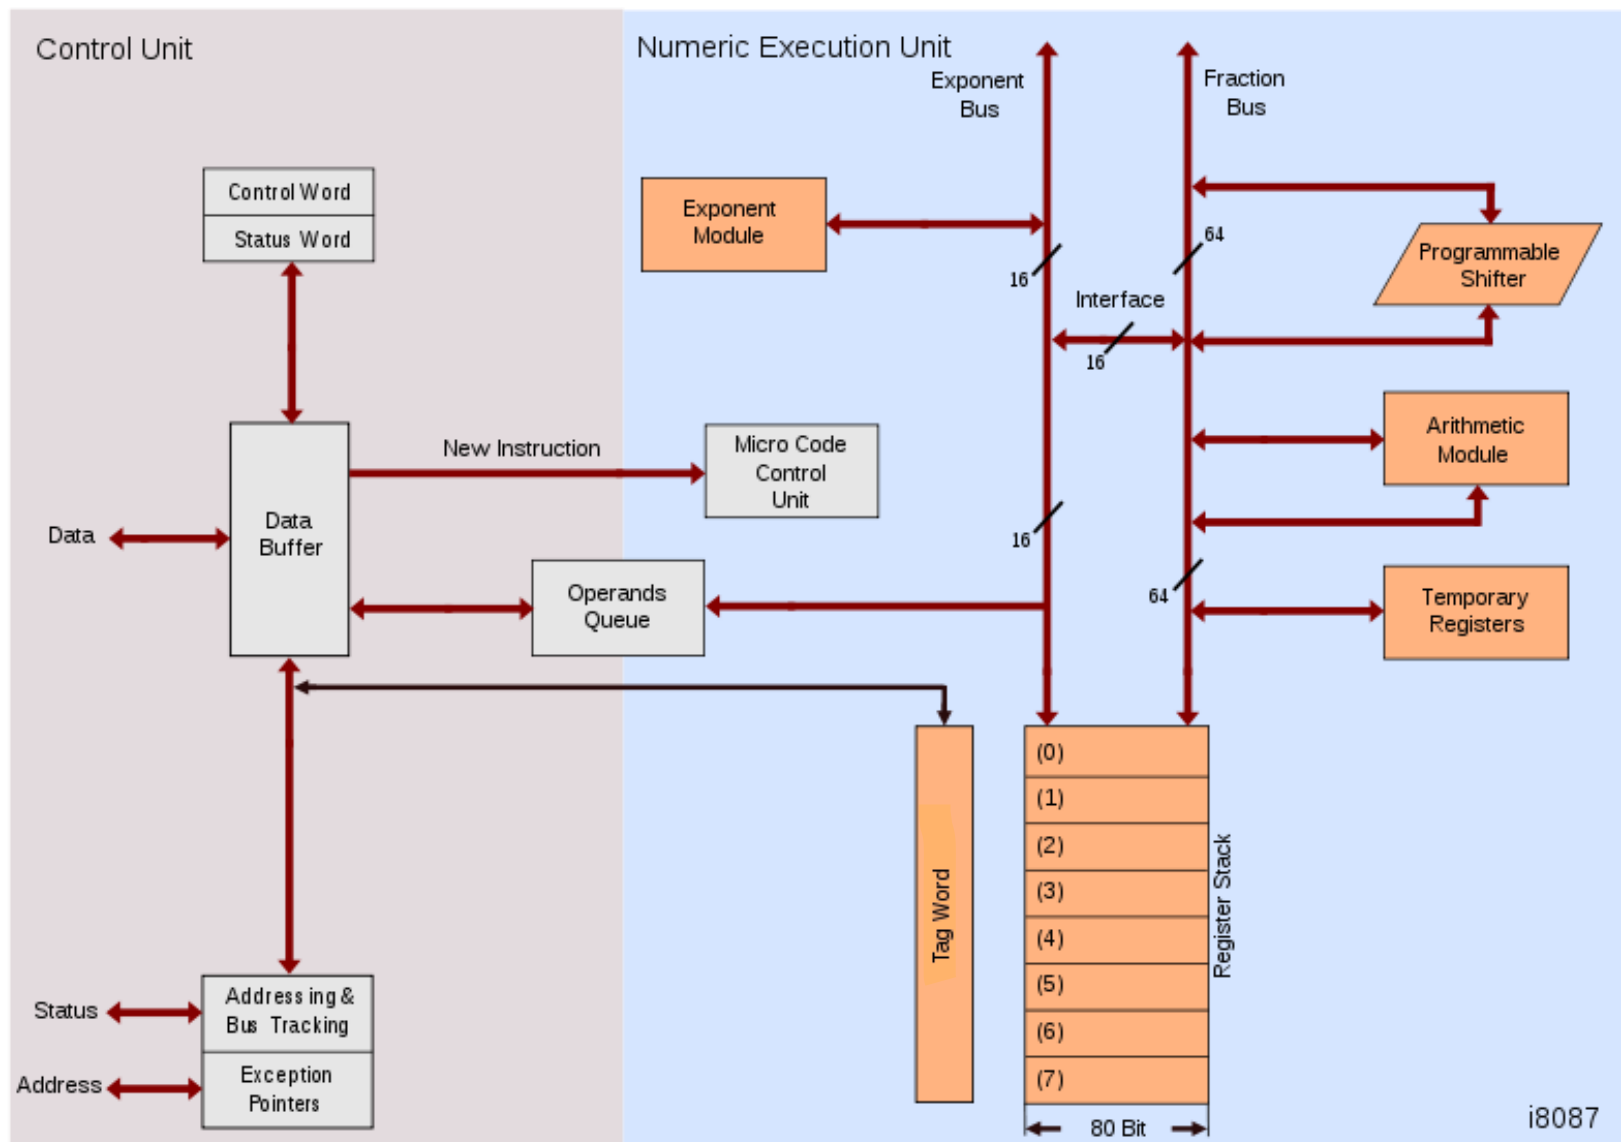 Control Unit
Numeric Execution Unit
Exponent
Bus
Fraction
Bus
Control Word
Status Word
Exponent
Module
16
64
Programmable
Shifter
Interface
16
New Instruction
Micro Code
Control
Unit
Arithmetic
Module
Data
Data
Buffer
16
Operands
Queue
64
Temporary
Registers
Tag Word
(0)
(1)
(2)
(3)
(4)
(5)
(6)
(7)
Register Stack
80 Bit
Status
Addressing &
Bus Tracking
Address
Exception
Pointers
i8087